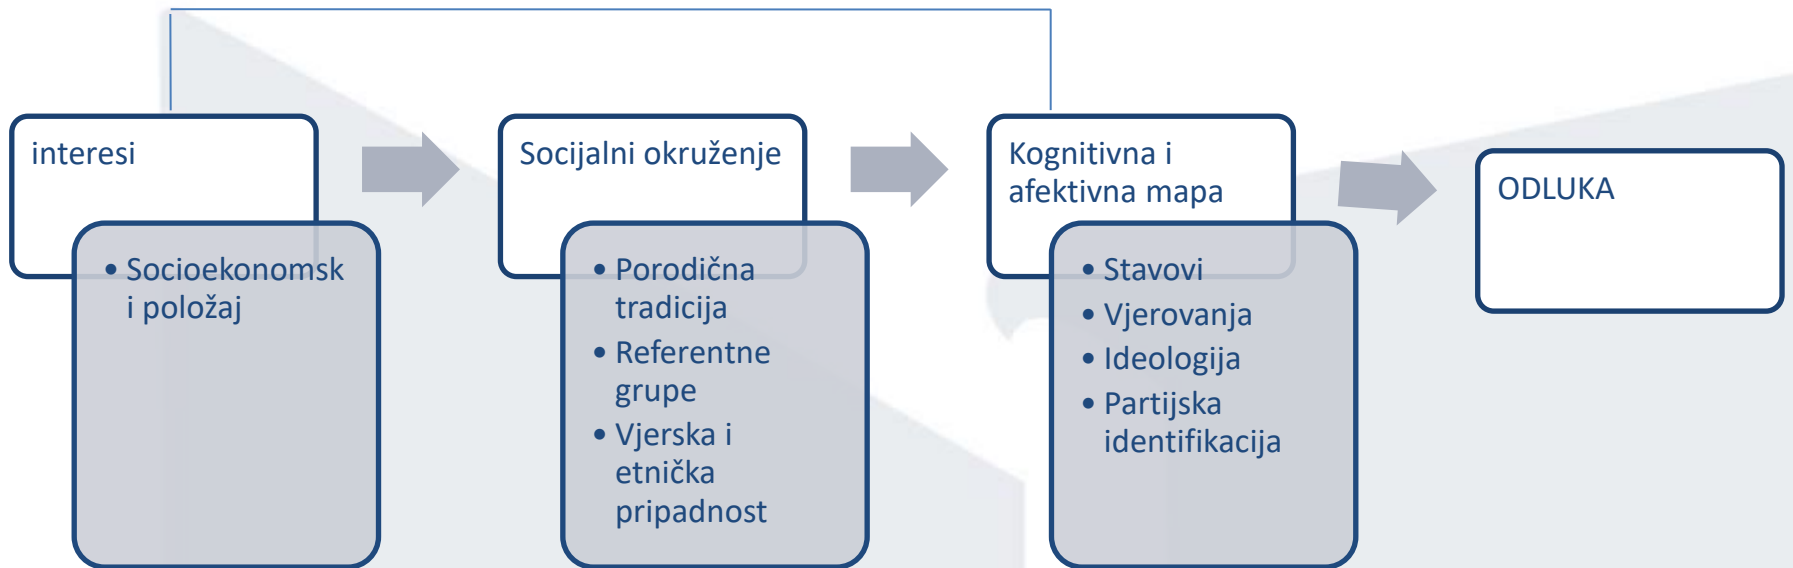 interesi
• Socioekonomsk
i položaj
Socijalni okruženje
• Porodična
tradicija
• Referentne
grupe
• Vjerska i
etnička
pripadnost
Kognitivna i
afektivna mapa
• Stavovi
• Vjerovanja
• Ideologija
• Partijska
identifikacija
ODLUKA